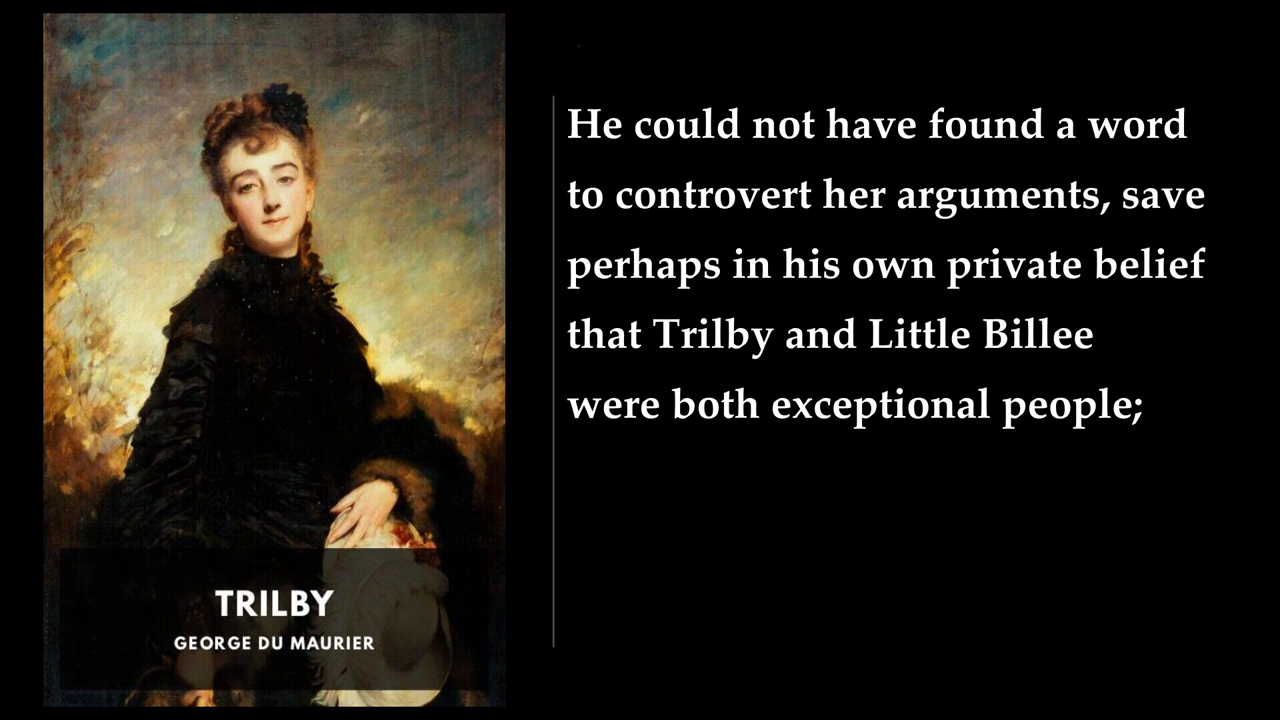 TRILBY
GEORGE DU MAURIER
He could not have found a word
to controvert her arguments, save
perhaps in his own private belief
that Trilby and Little Billee
were both exceptional people;